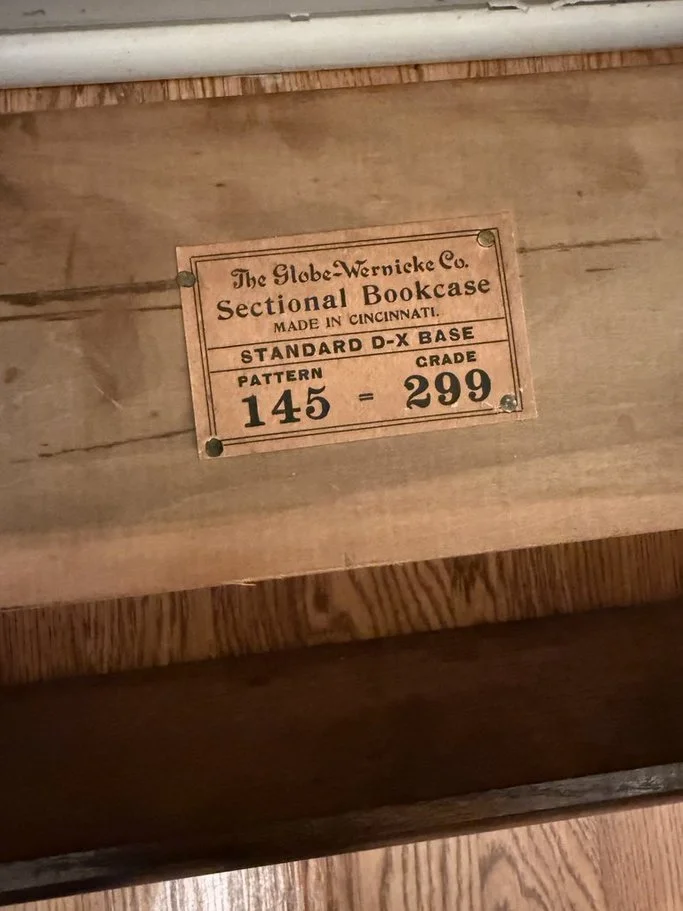 The Globe-Wernicke Co.
Sectional Bookcase
MADE IN CINCINNATI.
STANDARD D-X BASE
PATTERN GRADE
145 = 299